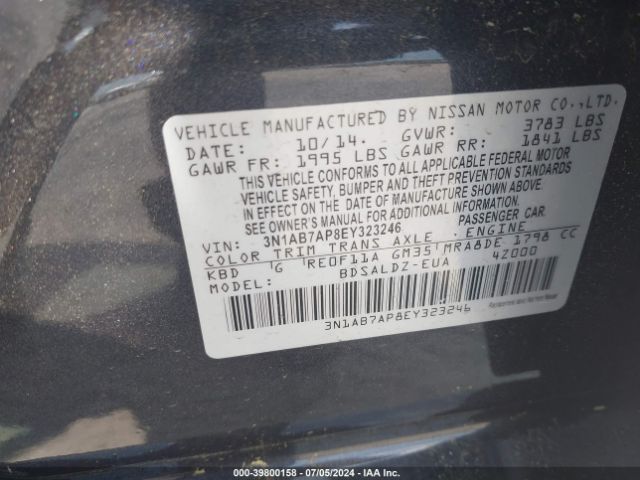 VEHICLE MANUFACTURED BY NISSAN MOTOR CO.,LTD.
DATE: 10/14. GVWR: 3783 LBS
GAWR FR: 1995 LBS GAWR RR: 1841 LBS
THIS VEHICLE CONFORMS TO ALL APPLICABLE FEDERAL MOTOR
VEHICLE SAFETY, BUMPER AND THEFT PREVENTION STANDARDS
IN EFFECT ON THE DATE OF MANUFACTURE SHOWN ABOVE.
SEE OWNER'S MANUAL FOR ADDITIONAL INFORMATION.
VIN: 3N1AB7AP8EY323246 PASSENGER CAR
COLOR TRIM TRANS AXLE ENGINE
KBD G RE0F11A GM35 MRA8DE 1798 CC
MODEL: BDSALDZ-EUA 4Z000
3N1AB7AP8EY323246
000-39800158 - 07/05/2024 - IAA Inc.